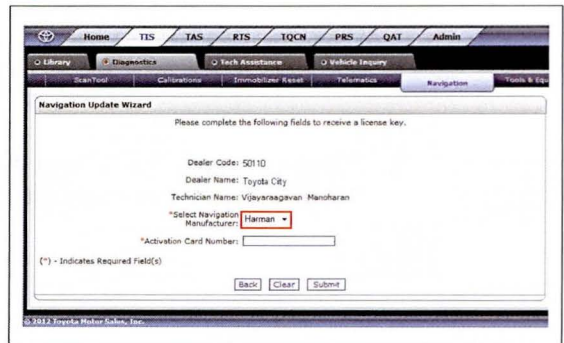 Home TIS TAS RTS TQCN PRS QAT Admin
Library Diagnostics Tech Assistance Vehicle Inquiry
ScanTool Calibrations Immobilizer Reset Telematics Navigation Tools & Equ
Navigation Update Wizard
Please complete the following fields to receive a license key.
Dealer Code: 50110
Dealer Name: Toyota City
Technician Name: Vijayaraagavan Manoharan
*Select Navigation Manufacturer: Harman
*Activation Card Number:
(*) - Indicates Required Field(s)
Back Clear Submit
© 2012 Toyota Motor Sales, Inc.